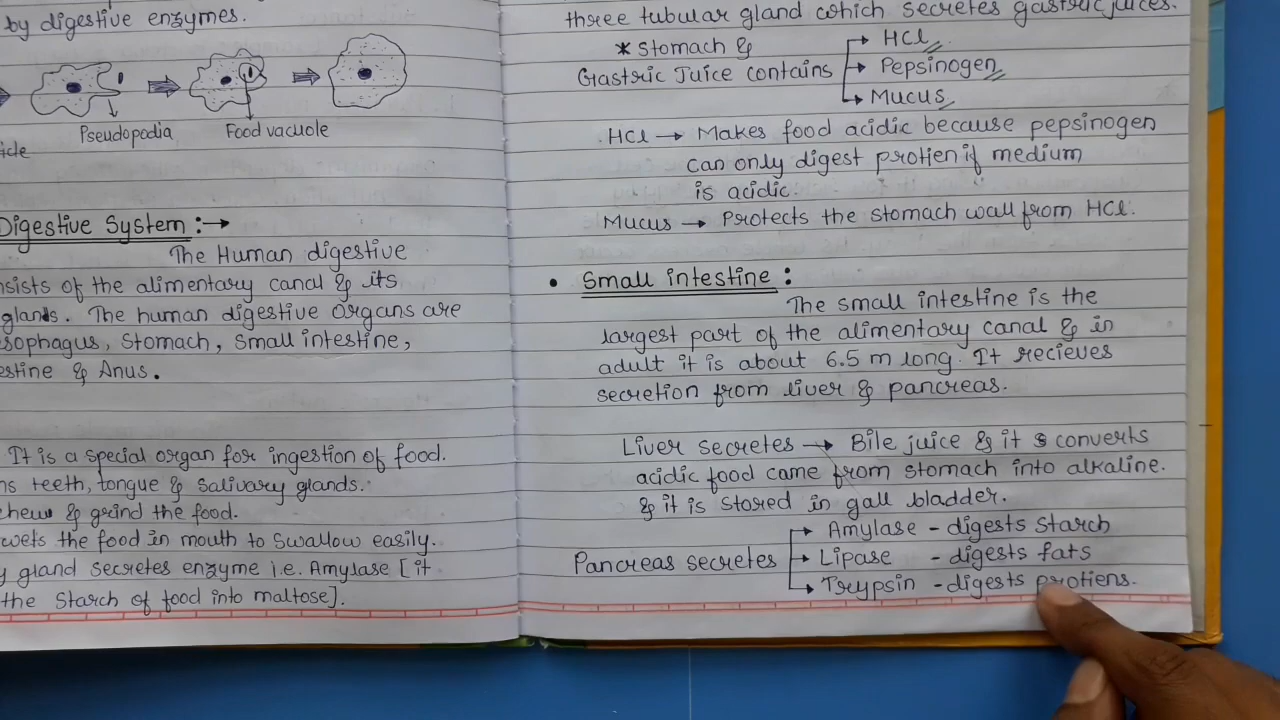 by digestive enzymes.
Pseudopodia
Food vacuole
Digestive System :→
The Human digestive
of the alimentary canal & its
glands. The human digestive organs are
Stomach, Small intestine,
& Anus.
It is a special organ for ingestion of food.
teeth, tongue & salivary glands.
& grind the food.
wets the food in mouth to swallow easily.
gland secretes enzyme i.e. Amylase [it
the Starch of food into maltose].
three tubular gland which secretes gastric juices.
* Stomach &
Gastric Juice contains
HCl
Pepsinogen
Mucus
HCl → Makes food acidic because pepsinogen
can only digest protien if medium
is acidic.
Mucus → Protects the stomach wall from HCl.
• Small intestine :
The small intestine is the
largest part of the alimentary canal & in
adult it is about 6.5 m long. It recieves
secretion from liver & pancreas.
Liver secretes → Bile juice & it converts
acidic food came from stomach into alkaline.
& it is stored in gall bladder.
Pancreas secretes
Amylase - digests starch
Lipase - digests fats
Trypsin - digests protiens.